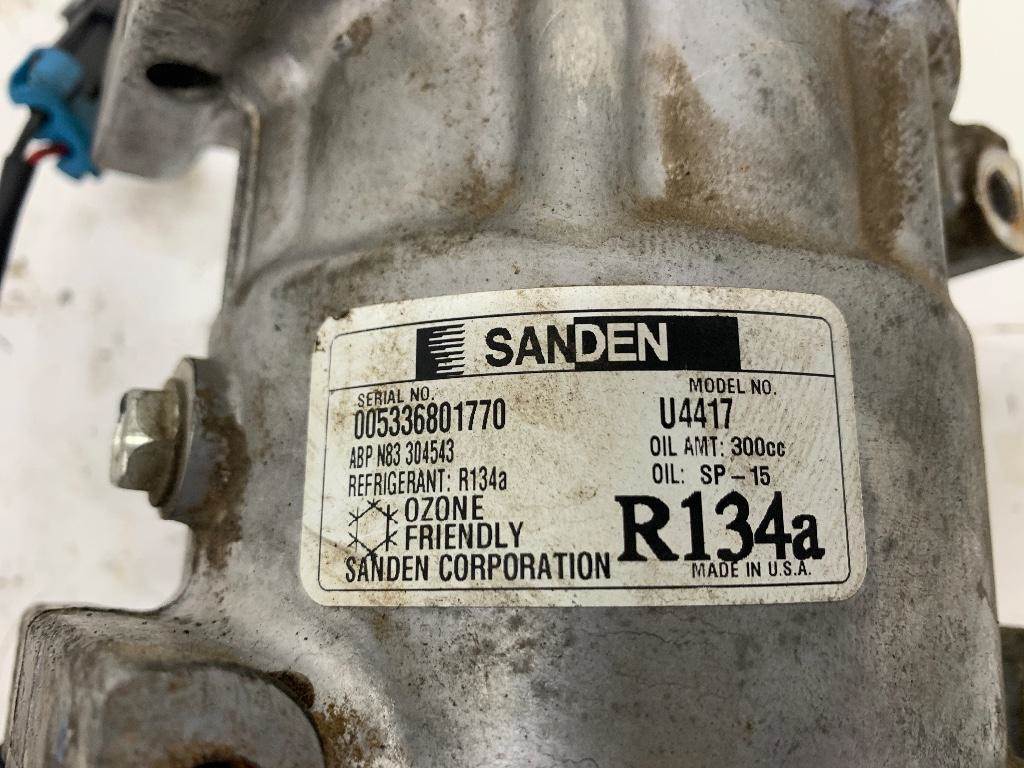 SANDEN
SERIAL NO.
005336801770
ABP N83 304543
REFRIGERANT: R134a
OZONE
FRIENDLY
SANDEN CORPORATION
MODEL NO.
U4417
OIL AMT: 300cc
OIL: SP-15
R134a
MADE IN U.S.A.